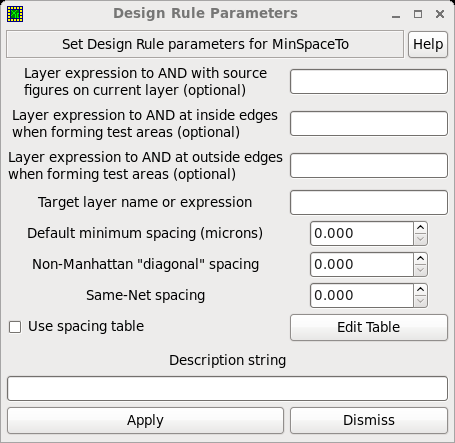 Design Rule Parameters
Set Design Rule parameters for MinSpaceTo
Help
Layer expression to AND with source
figures on current layer (optional)
Layer expression to AND at inside edges
when forming test areas (optional)
Layer expression to AND at outside edges
when forming test areas (optional)
Target layer name or expression
Default minimum spacing (microns)
0.000
Non-Manhattan "diagonal" spacing
0.000
Same-Net spacing
0.000
Use spacing table
Edit Table
Description string
Apply
Dismiss